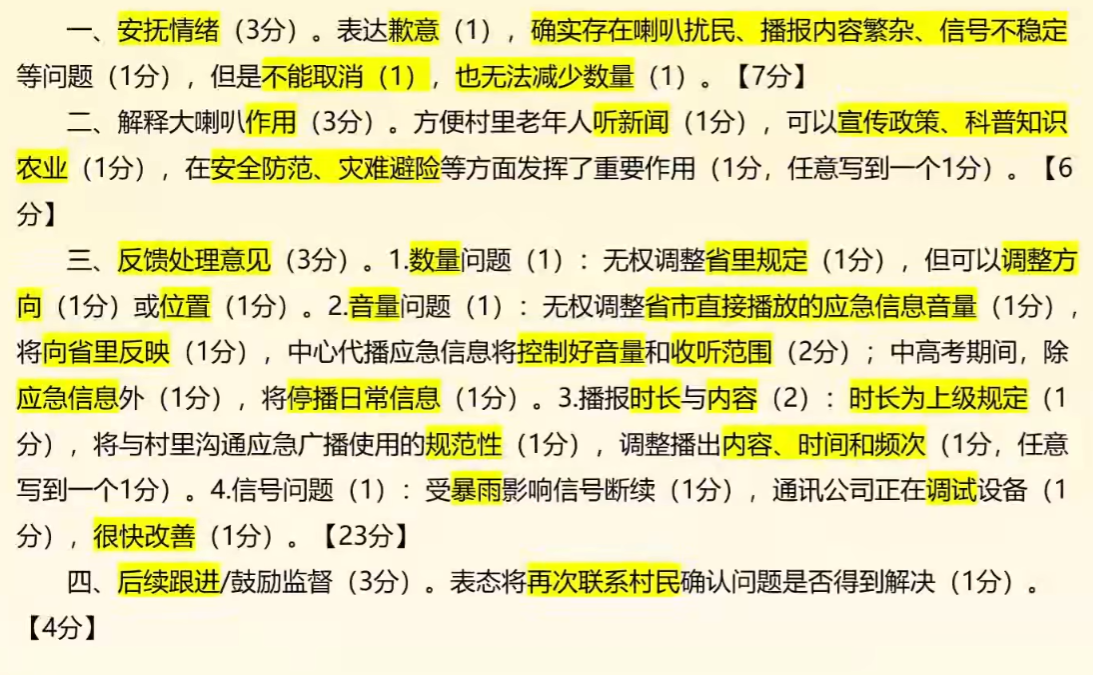 一、安抚情绪（3分）。表达歉意（1），确实存在喇叭扰民、播报内容繁杂、信号不稳定
等问题（1分），但是不能取消（1），也无法减少数量（1）。【7分】
二、解释大喇叭作用（3分）。方便村里老年人听新闻（1分），可以宣传政策、科普知识
农业（1分），在安全防范、灾难避险等方面发挥了重要作用（1分，任意写到一个1分）。【6
分】
三、反馈处理意见（3分）。1.数量问题（1）：无权调整省里规定（1分），但可以调整方
向（1分）或位置（1分）。2.音量问题（1）：无权调整省市直接播放的应急信息音量（1分），
将向省里反映（1分），中心代播应急信息将控制好音量和收听范围（2分）；中高考期间，除
应急信息外（1分），将停播日常信息（1分）。3.播报时长与内容（2）：时长为上级规定（1
分），将与村里沟通应急广播使用的规范性（1分），调整播出内容、时间和频次（1分，任意
写到一个1分）。4.信号问题（1）：受暴雨影响信号断续（1分），通讯公司正在调试设备（1
分），很快改善（1分）。【23分】
四、后续跟进/鼓励监督（3分）。表态将再次联系村民确认问题是否得到解决（1分）。
【4分】